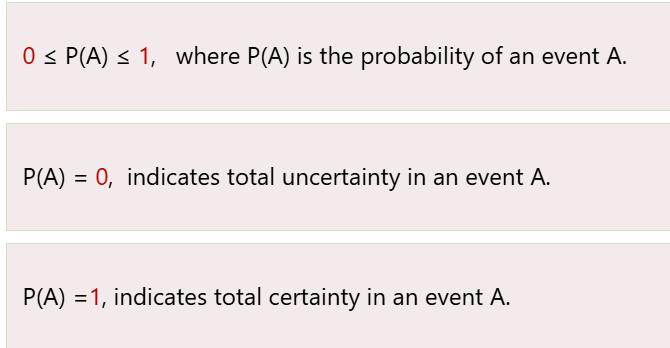 0 ≤ P(A) ≤ 1, where P(A) is the probability of an event A.
P(A) = 0, indicates total uncertainty in an event A.
P(A) =1, indicates total certainty in an event A.